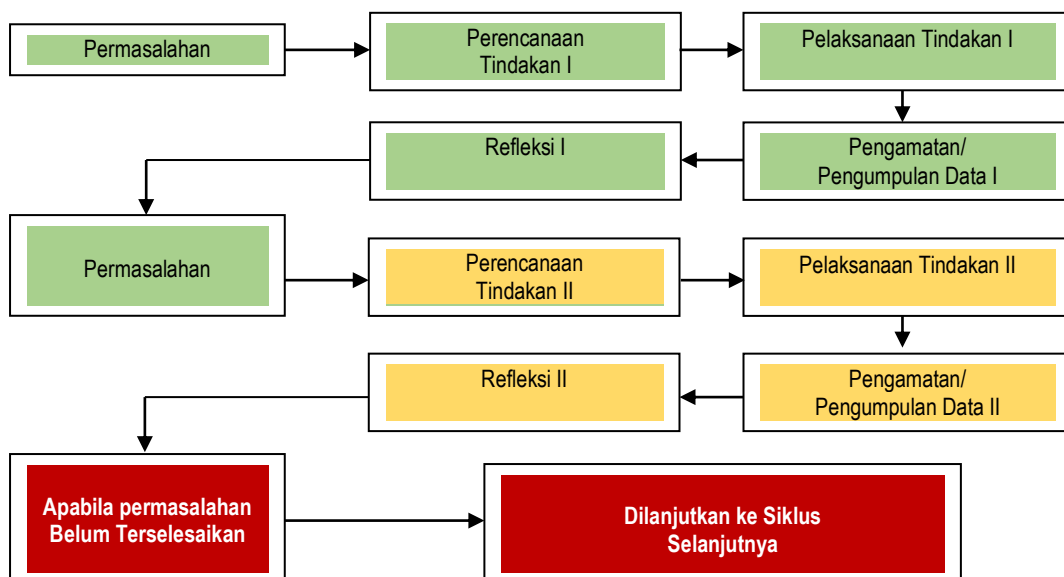 Permasalahan
Perencanaan
Tindakan I
Pelaksanaan Tindakan I
Refleksi I
Pengamatan/
Pengumpulan Data I
Permasalahan
Perencanaan
Tindakan II
Pelaksanaan Tindakan II
Refleksi II
Pengamatan/
Pengumpulan Data II
Apabila permasalahan
Belum Terselesaikan
Dilanjutkan ke Siklus
Selanjutnya